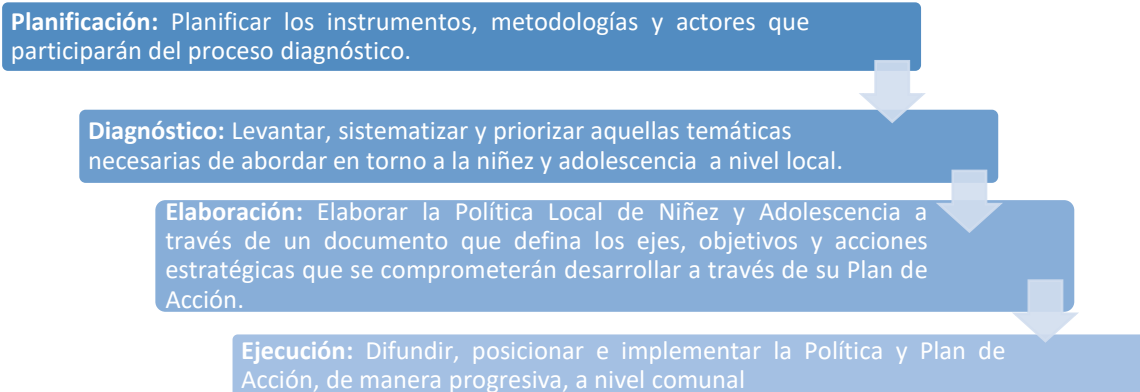 Planificación: Planificar los instrumentos, metodologías y actores que
participarán del proceso diagnóstico.
Diagnóstico: Levantar, sistematizar y priorizar aquellas temáticas
necesarias de abordar en torno a la niñez y adolescencia a nivel local.
Elaboración: Elaborar la Política Local de Niñez y Adolescencia a
través de un documento que defina los ejes, objetivos y acciones
estratégicas que se comprometerán desarrollar a través de su Plan de
Acción.
Ejecución: Difundir, posicionar e implementar la Política y Plan de
Acción, de manera progresiva, a nivel comunal